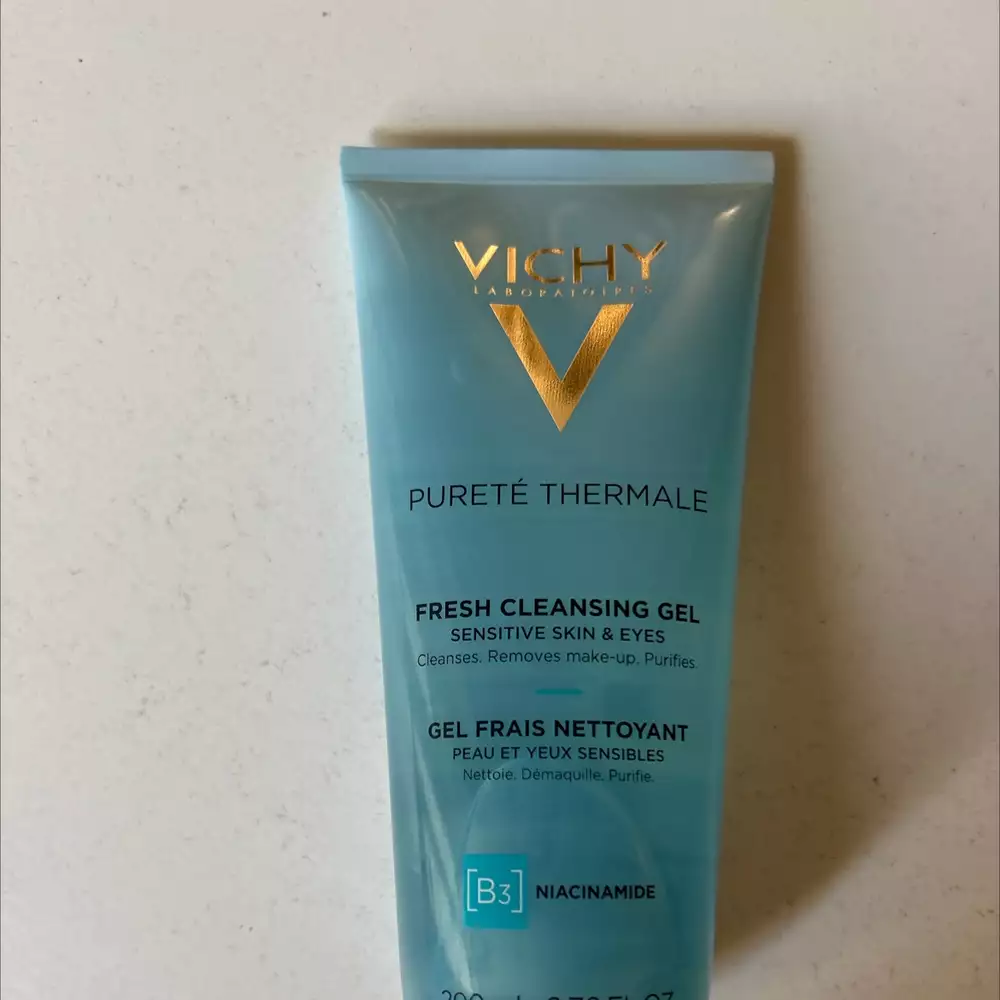 VICHY
LABORATOIRES
V
PURETÉ THERMALE
FRESH CLEANSING GEL
SENSITIVE SKIN & EYES
Cleanses. Removes make-up. Purifies.
GEL FRAIS NETTOYANT
PEAU ET YEUX SENSIBLES
Nettoie. Démaquille. Purifie.
[B3] NIACINAMIDE